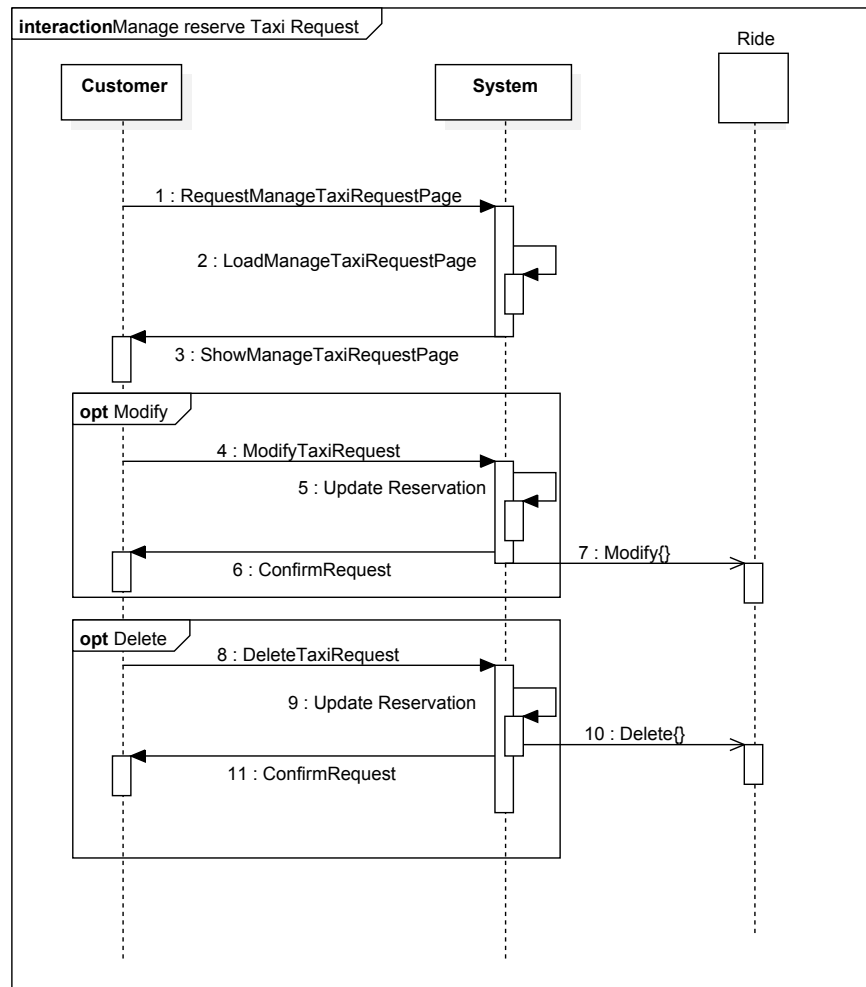 interactionManage reserve Taxi Request
Ride
Customer
System
1 : RequestManageTaxiRequestPage
2 : LoadManageTaxiRequestPage
3 : ShowManageTaxiRequestPage
opt Modify
4 : ModifyTaxiRequest
5 : Update Reservation
6 : ConfirmRequest
7 : Modify{}
opt Delete
8 : DeleteTaxiRequest
9 : Update Reservation
10 : Delete{}
11 : ConfirmRequest